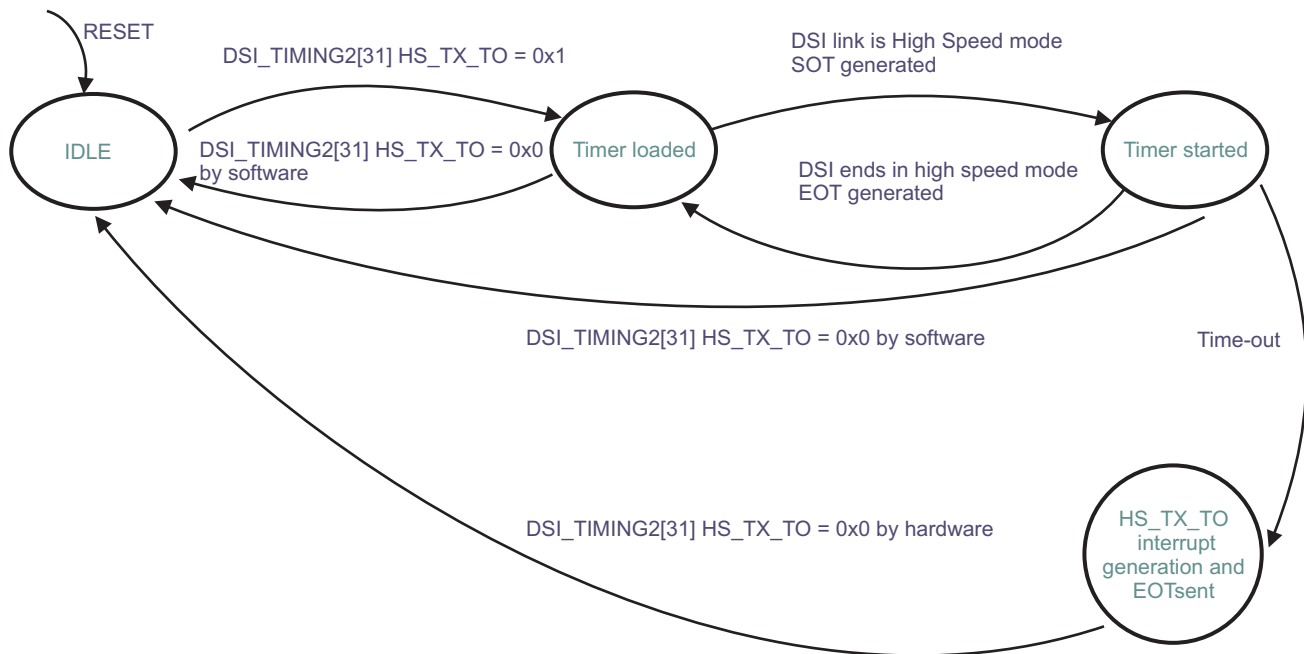 RESET
DSI_TIMING2[31] HS_TX_TO = 0x1
DSI link is High Speed mode
SOT generated
IDLE
DSI_TIMING2[31] HS_TX_TO = 0x0
by software
Timer loaded
DSI ends in high speed mode
EOT generated
Timer started
DSI_TIMING2[31] HS_TX_TO = 0x0 by software
Time-out
DSI_TIMING2[31] HS_TX_TO = 0x0 by hardware
HS_TX_TO
interrupt
generation and
EOTsent